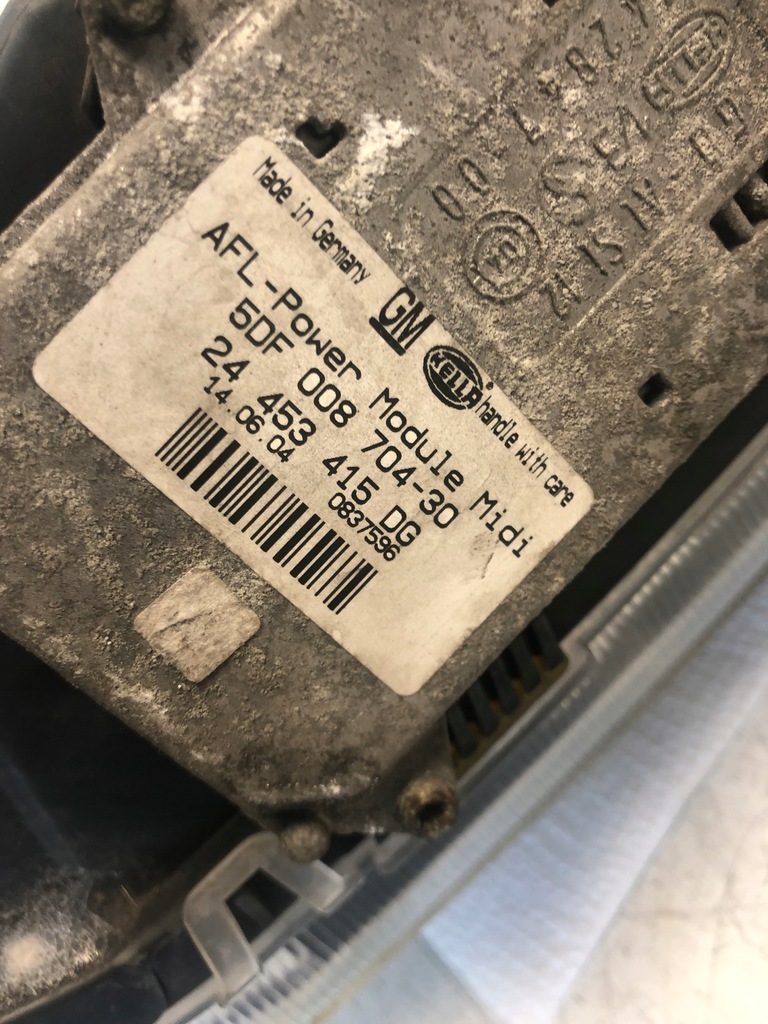 Made in Germany GM HELLA ® handle with care
AFL-Power Module Midi
5DF 008 704-30
24 453 415 DG
14.06.04 0837596
HELLA